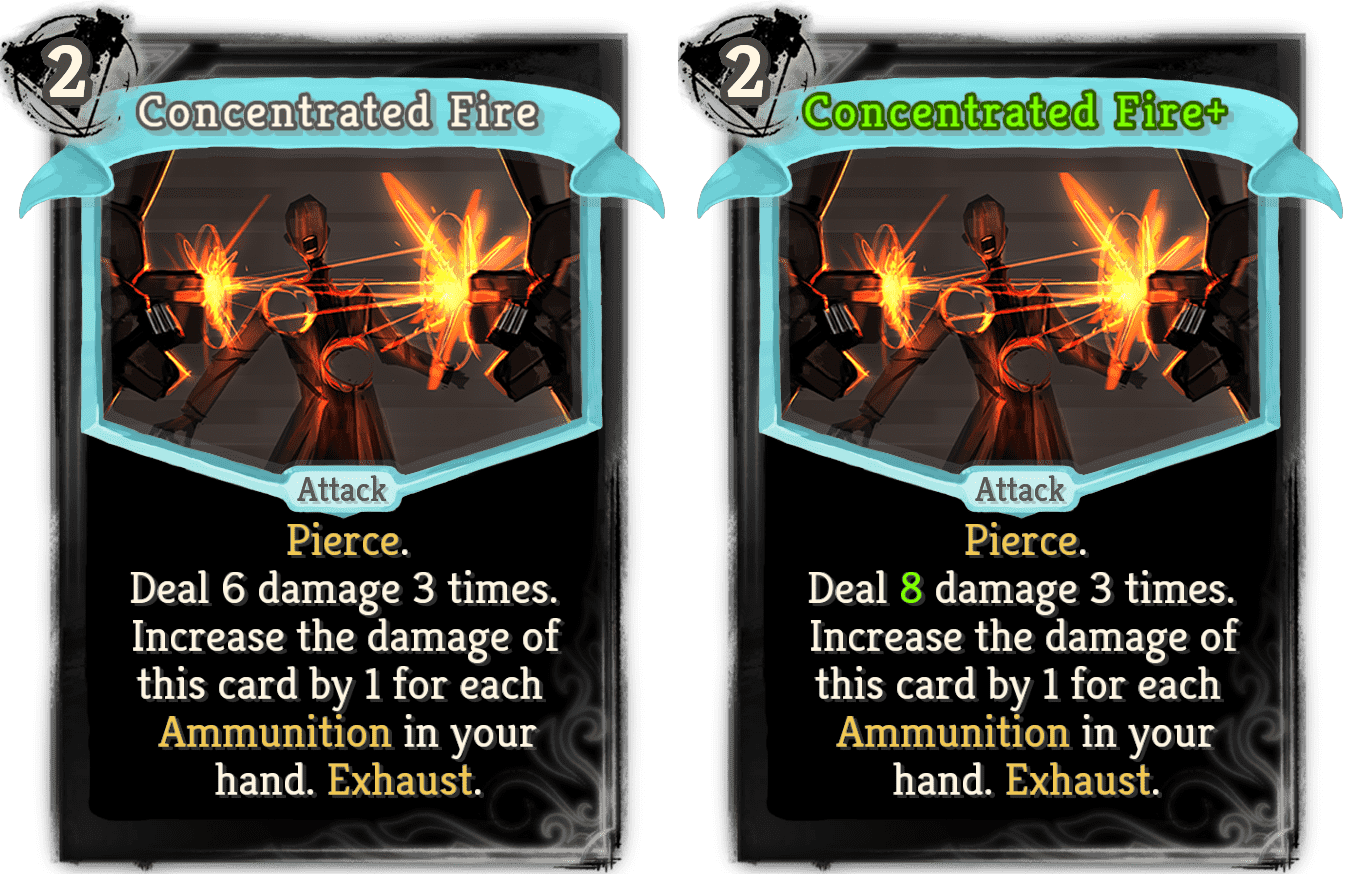 2
Concentrated Fire
Attack
Pierce.
Deal 6 damage 3 times.
Increase the damage of
this card by 1 for each
Ammunition in your
hand. Exhaust.
2
Concentrated Fire+
Attack
Pierce.
Deal 8 damage 3 times.
Increase the damage of
this card by 1 for each
Ammunition in your
hand. Exhaust.